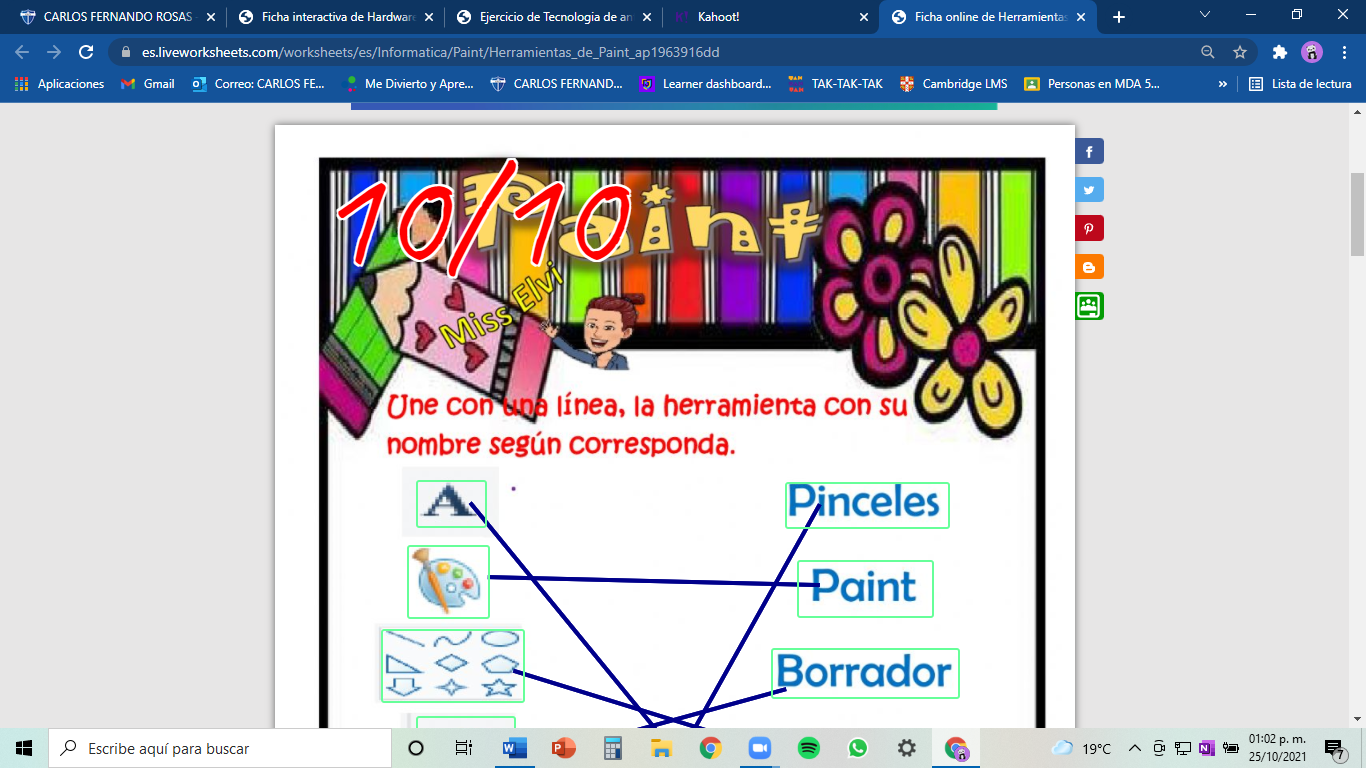 CARLOS FERNANDO ROSAS
Ficha interactiva de Hardware
Ejercicio de Tecnologia de an
Kahoot!
Ficha online de Herramientas
es.liveworksheets.com/worksheets/es/Informatica/Paint/Herramientas_de_Paint_ap1963916dd
Aplicaciones
Gmail
Correo: CARLOS FE...
Me Divierto y Apre...
CARLOS FERNAND...
Learner dashboard...
TAK-TAK-TAK
Cambridge LMS
Personas en MDA 5...
»
Lista de lectura
10/10
Paint
Miss Elvi
Une con una línea, la herramienta con su
nombre según corresponda.
A
Pinceles
Paint
Borrador
Escribe aquí para buscar
19°C
01:02 p. m.
25/10/2021
7